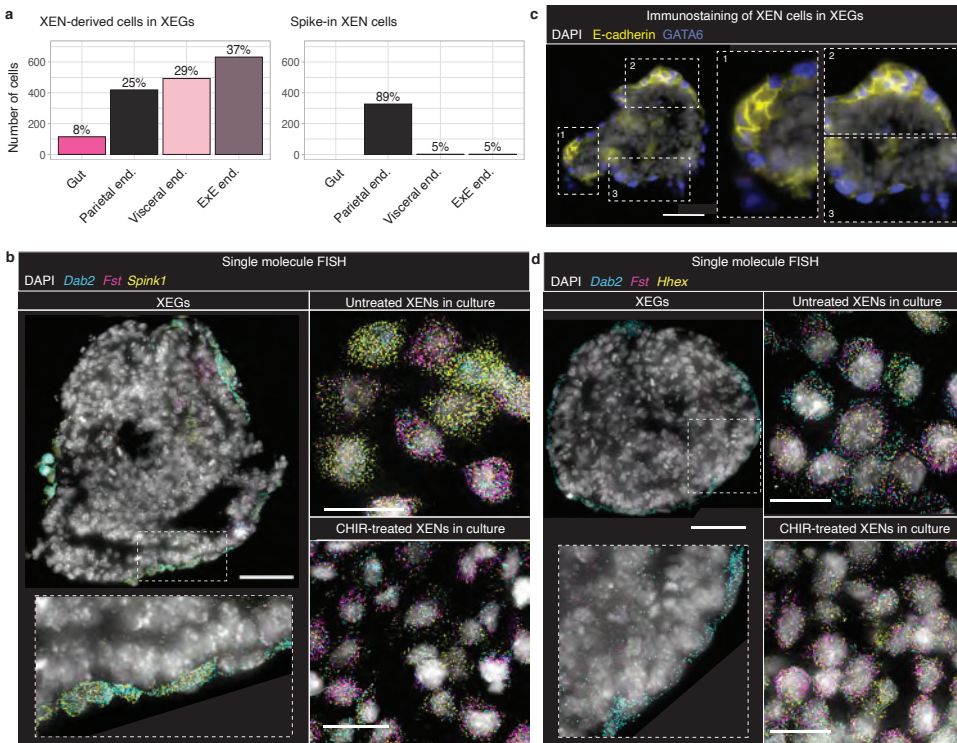 a
XEN-derived cells in XEGs
Spike-in XEN cells
Number of cells
600
400
200
0
8%
25%
29%
37%
Gut
Parietal end.
Visceral end.
ExE end.
600
400
200
0
89%
5%
5%
Gut
Parietal end.
Visceral end.
ExE end.
c
Immunostaining of XEN cells in XEGs
DAPI E-cadherin GATA6
1
2
3
1
2
3
b
Single molecule FISH
DAPI Dab2 Fst Spink1
XEGs
Untreated XENs in culture
CHIR-treated XENs in culture
d
Single molecule FISH
DAPI Dab2 Fst Hhex
XEGs
Untreated XENs in culture
CHIR-treated XENs in culture